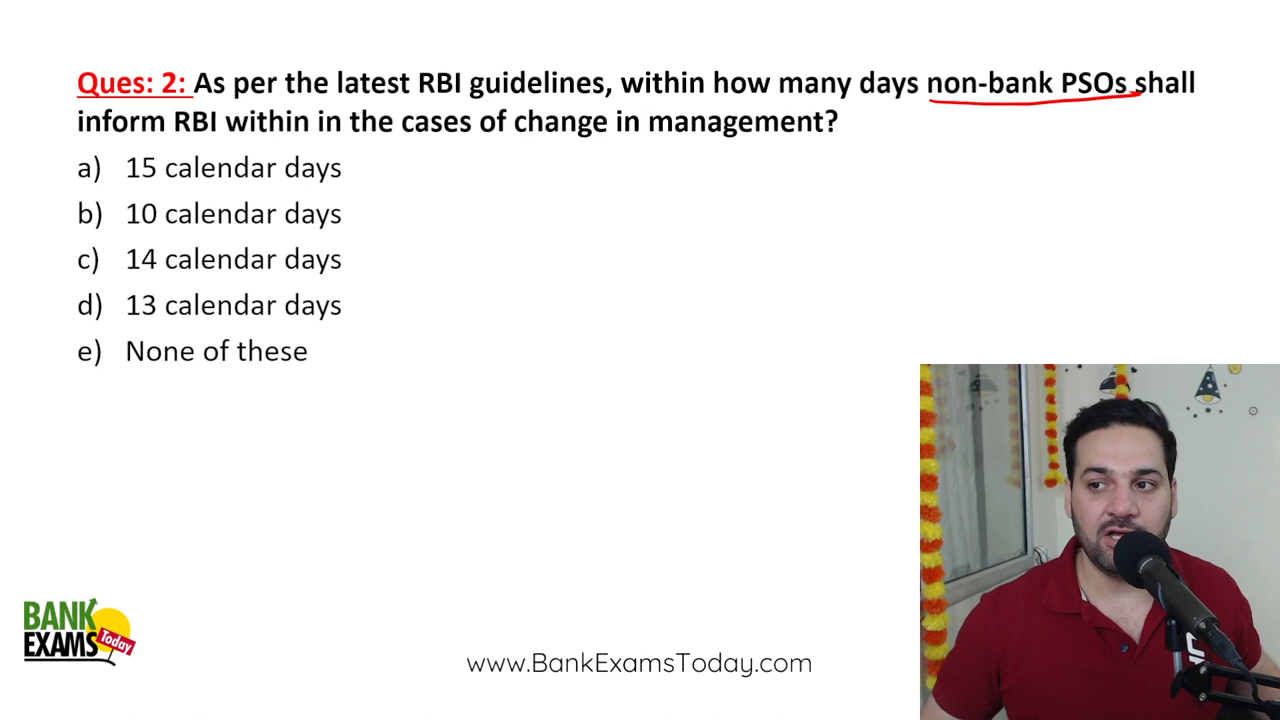 Ques: 2: As per the latest RBI guidelines, within how many days non-bank PSOs shall
inform RBI within in the cases of change in management?
a) 15 calendar days
b) 10 calendar days
c) 14 calendar days
d) 13 calendar days
e) None of these
BANK
EXAMS
Today
www.BankExamsToday.com